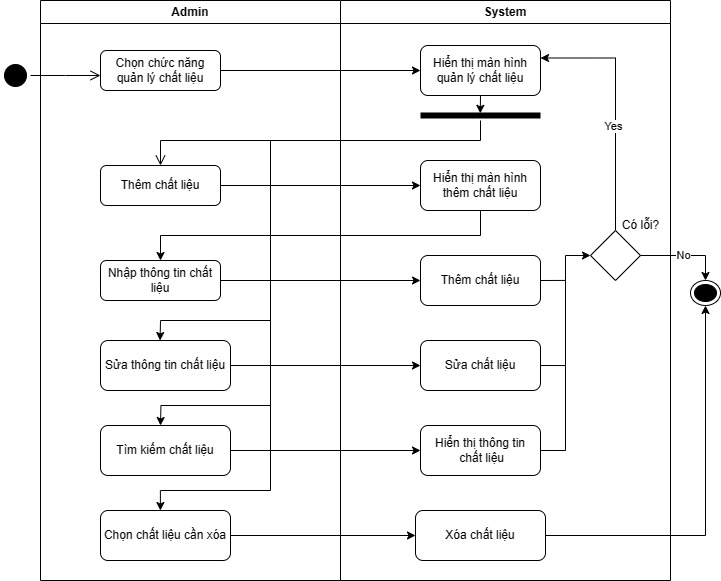 Admin
System
Chọn chức năng
quản lý chất liệu
Hiển thị màn hình
quản lý chất liệu
Yes
Thêm chất liệu
Hiển thị màn hình
thêm chất liệu
Có lỗi?
No
Nhập thông tin chất
liệu
Thêm chất liệu
Sửa thông tin chất liệu
Sửa chất liệu
Tìm kiếm chất liệu
Hiển thị thông tin
chất liệu
Chọn chất liệu cần xóa
Xóa chất liệu